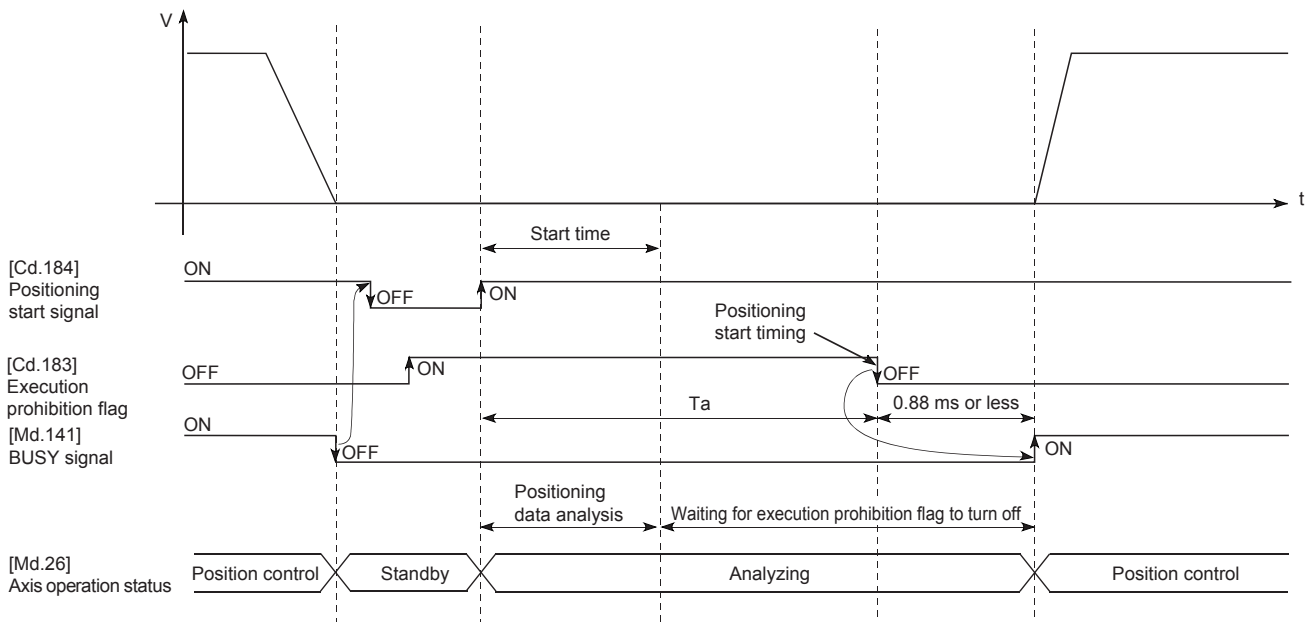 V
t
Start time
[Cd.184]
Positioning
start signal
ON
OFF
ON
Positioning
start timing
[Cd.183]
Execution
prohibition flag
OFF
ON
OFF
Ta
0.88 ms or less
[Md.141]
BUSY signal
ON
OFF
ON
Positioning
data analysis
Waiting for execution prohibition flag to turn off
[Md.26]
Axis operation status
Position control
Standby
Analyzing
Position control